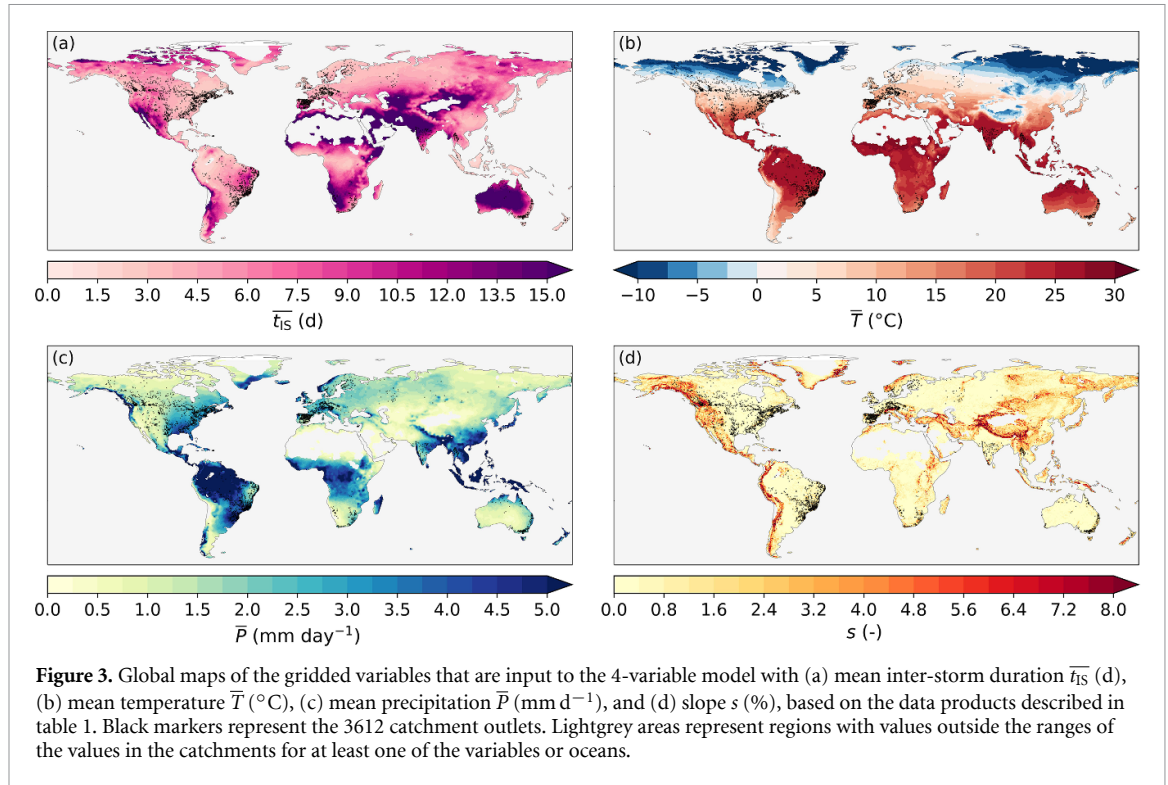 (a)
(b)
0.0 1.5 3.0 4.5 6.0 7.5 9.0 10.5 12.0 13.5 15.0
t̅I̅S̅ (d)
−10 −5 0 5 10 15 20 25 30
T̅ (°C)
(c)
(d)
0.0 0.5 1.0 1.5 2.0 2.5 3.0 3.5 4.0 4.5 5.0
P̅ (mm day⁻¹)
0.0 0.8 1.6 2.4 3.2 4.0 4.8 5.6 6.4 7.2 8.0
s (-)
Figure 3. Global maps of the gridded variables that are input to the 4-variable model with (a) mean inter-storm duration t̅I̅S̅ (d),
(b) mean temperature T̅ (°C), (c) mean precipitation P̅ (mm d−1), and (d) slope s (%), based on the data products described in
table 1. Black markers represent the 3612 catchment outlets. Lightgrey areas represent regions with values outside the ranges of
the values in the catchments for at least one of the variables or oceans.